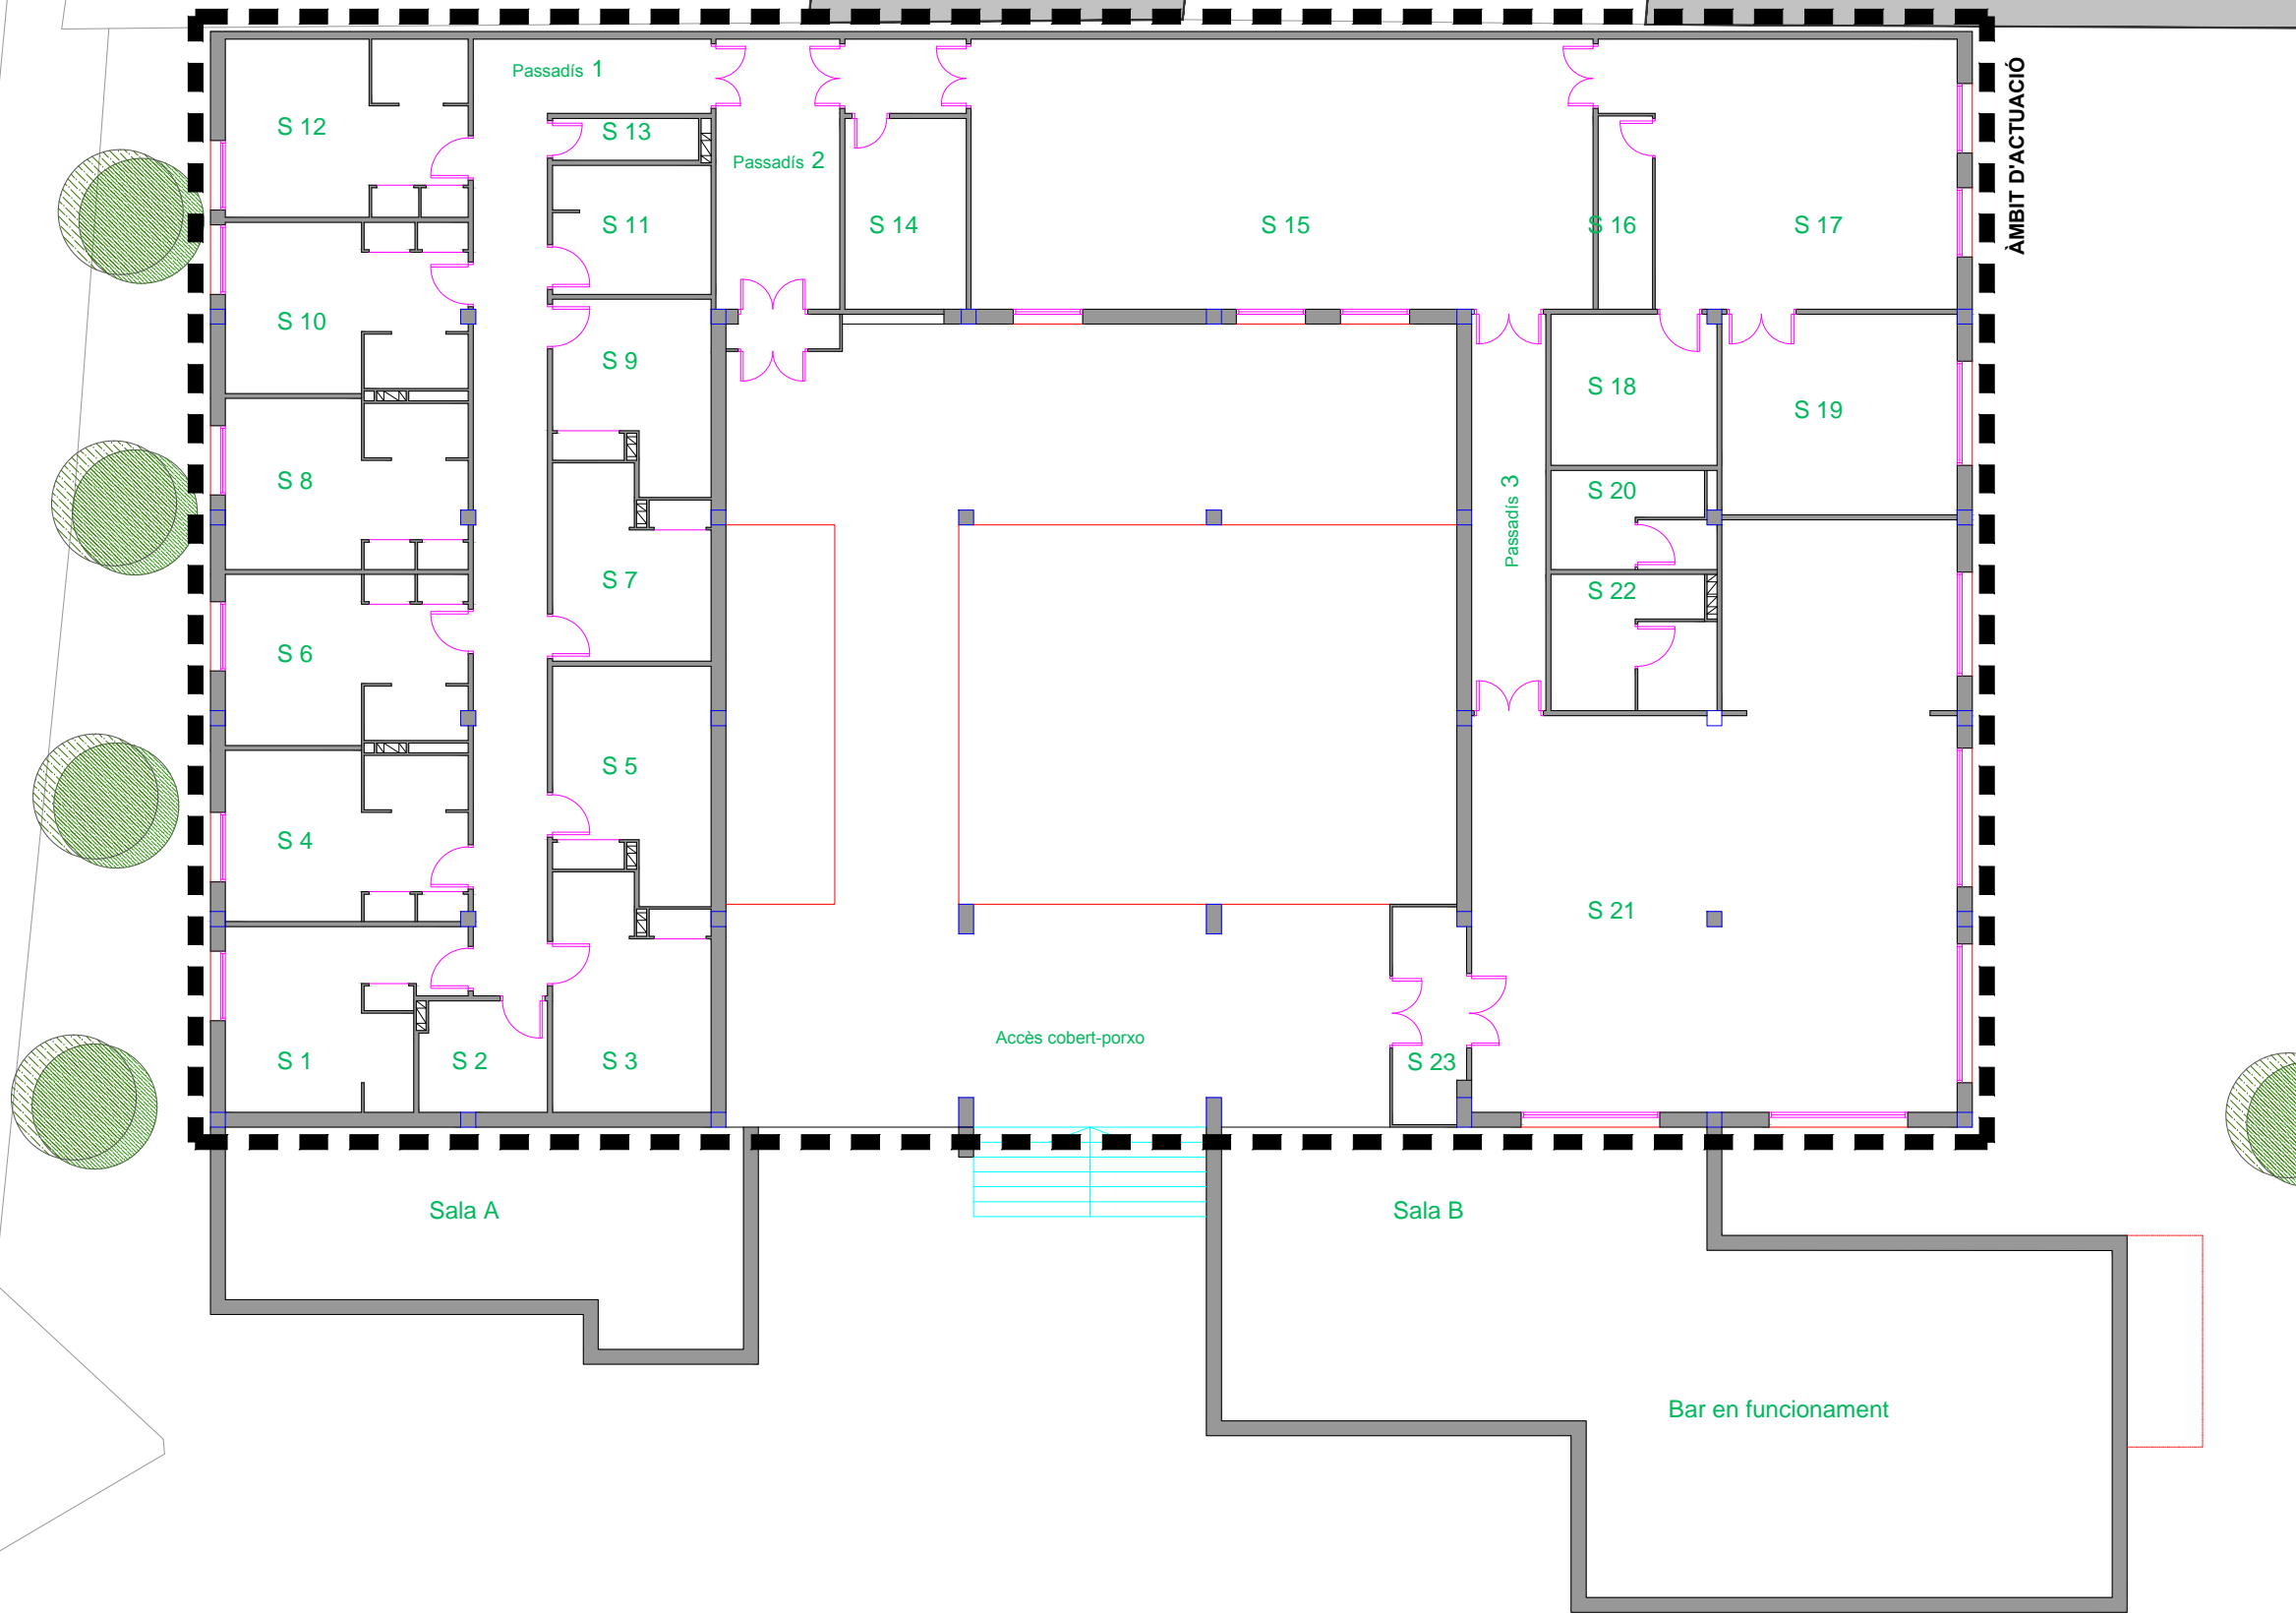 Passadís 1
ÀMBIT D'ACTUACIÓ
S 12
S 13
Passadís 2
S 11
S 14
S 15
S 16
S 17
S 10
S 9
S 18
S 19
S 8
S 20
Passadís 3
S 7
S 22
S 6
S 5
S 4
S 21
Accès cobert-porxo
S 1
S 2
S 3
S 23
Sala A
Sala B
Bar en funcionament